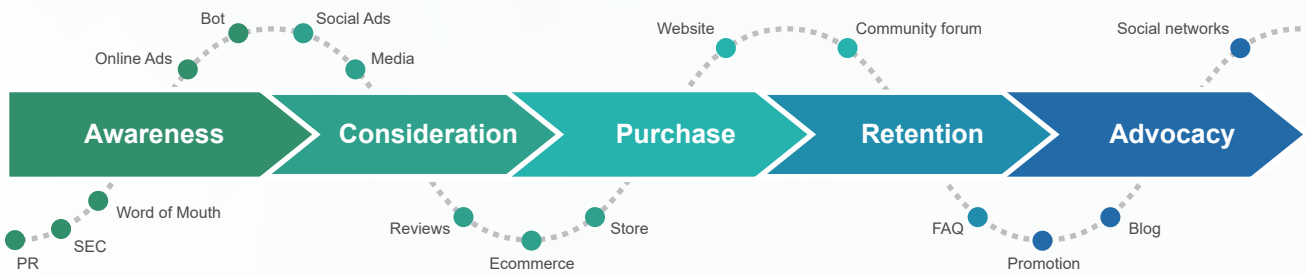 Bot
Social Ads
Online Ads
Media
Website
Community forum
Social networks
Awareness
Consideration
Purchase
Retention
Advocacy
Word of Mouth
SEC
PR
Reviews
Store
Ecommerce
FAQ
Blog
Promotion